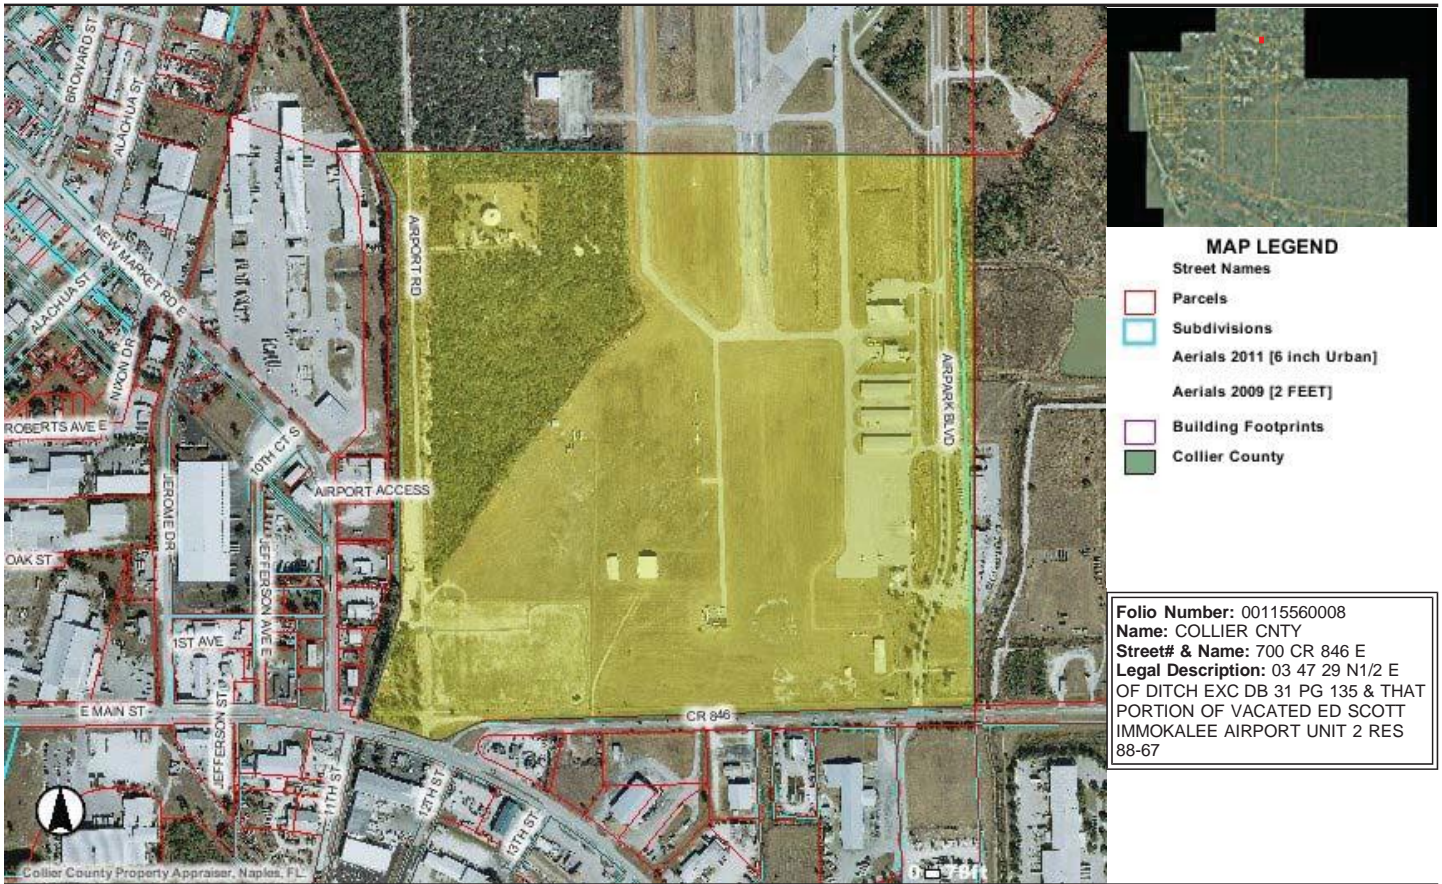 BRONARD ST
ALACHUA ST
NEW MARKET RD E
ALACHUA ST
NIXON DR
ROBERTS AVE E
10TH CT S
AIRPORT ACCESS
AIRPORT RD
AIRPARK BLVD
JEROME DR
OAK ST
JEFFERSON AVE E
1ST AVE
E MAIN ST
JEFFERSON ST
CR 846
11TH ST
12TH ST
13TH ST
Collier County Property Appraiser, Naples, FL.
0 78ft
MAP LEGEND
Street Names
Parcels
Subdivisions
Aerials 2011 [6 inch Urban]
Aerials 2009 [2 FEET]
Building Footprints
Collier County
Folio Number: 00115560008
Name: COLLIER CNTY
Street# & Name: 700 CR 846 E
Legal Description: 03 47 29 N1/2 E
OF DITCH EXC DB 31 PG 135 & THAT
PORTION OF VACATED ED SCOTT
IMMOKALEE AIRPORT UNIT 2 RES
88-67